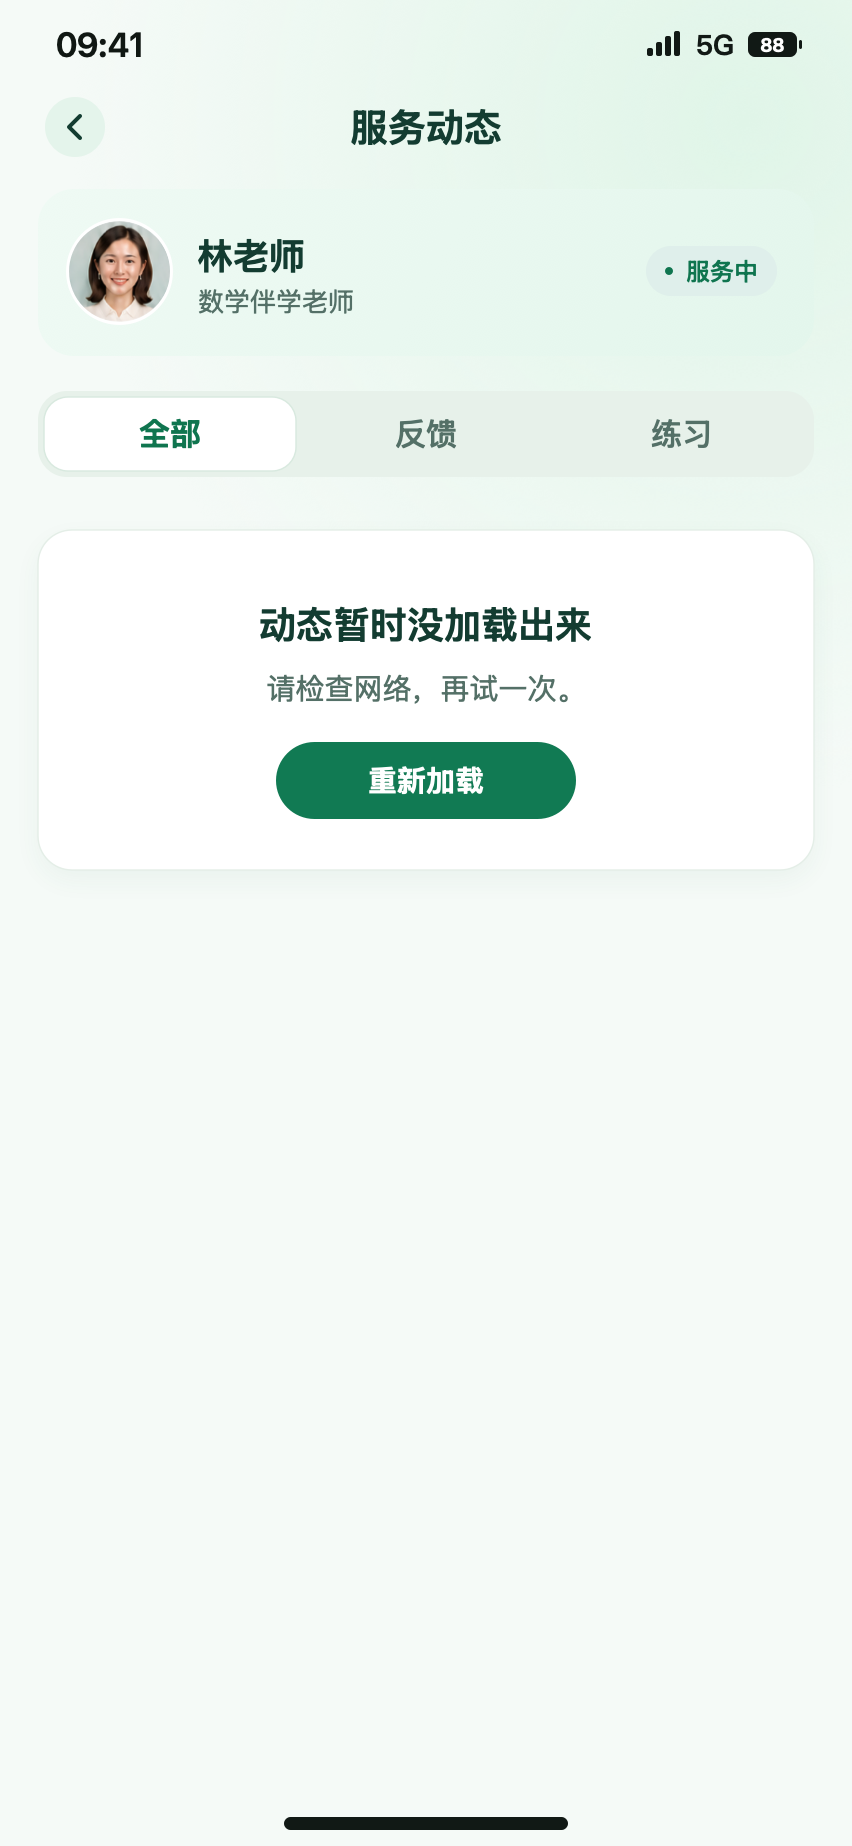 09:41
5G
88
服务动态
林老师
数学伴学老师
服务中
全部
反馈
练习
动态暂时没加载出来
请检查网络，再试一次。
重新加载